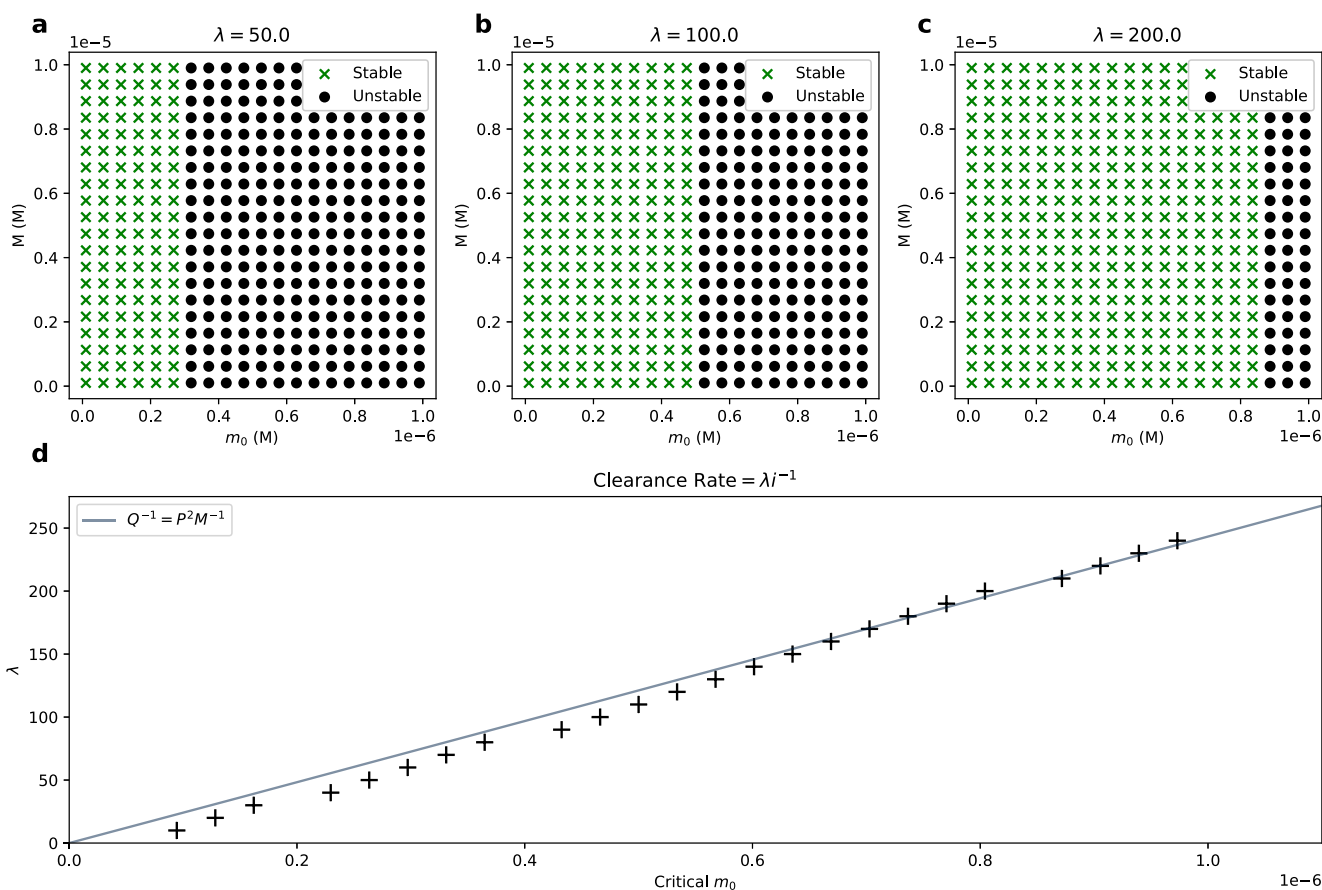 a
λ = 50.0
1e−5
Stable
Unstable
1.0
0.8
0.6
0.4
0.2
0.0
M (M)
0.0 0.2 0.4 0.6 0.8 1.0
m₀ (M)
1e−6
b
λ = 100.0
1e−5
Stable
Unstable
1.0
0.8
0.6
0.4
0.2
0.0
M (M)
0.0 0.2 0.4 0.6 0.8 1.0
m₀ (M)
1e−6
c
λ = 200.0
1e−5
Stable
Unstable
1.0
0.8
0.6
0.4
0.2
0.0
M (M)
0.0 0.2 0.4 0.6 0.8 1.0
m₀ (M)
1e−6
d
Clearance Rate = λi⁻¹
Q⁻¹ = P²M⁻¹
250
200
150
100
50
0
λ
0.0 0.2 0.4 0.6 0.8 1.0
Critical m₀
1e−6